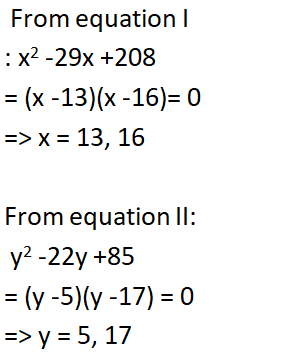 From equation I
: x² -29x +208
= (x -13)(x -16)= 0
=> x = 13, 16
From equation II:
y² -22y +85
= (y -5)(y -17) = 0
=> y = 5, 17